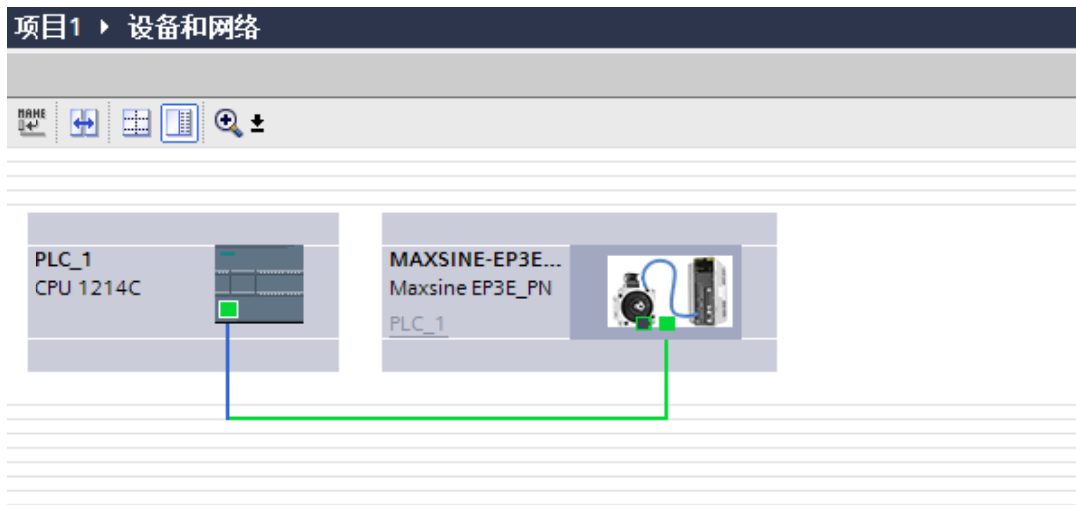 项目1 ▸ 设备和网络
NAME
PLC_1
CPU 1214C
MAXSINE-EP3E...
Maxsine EP3E_PN
PLC_1